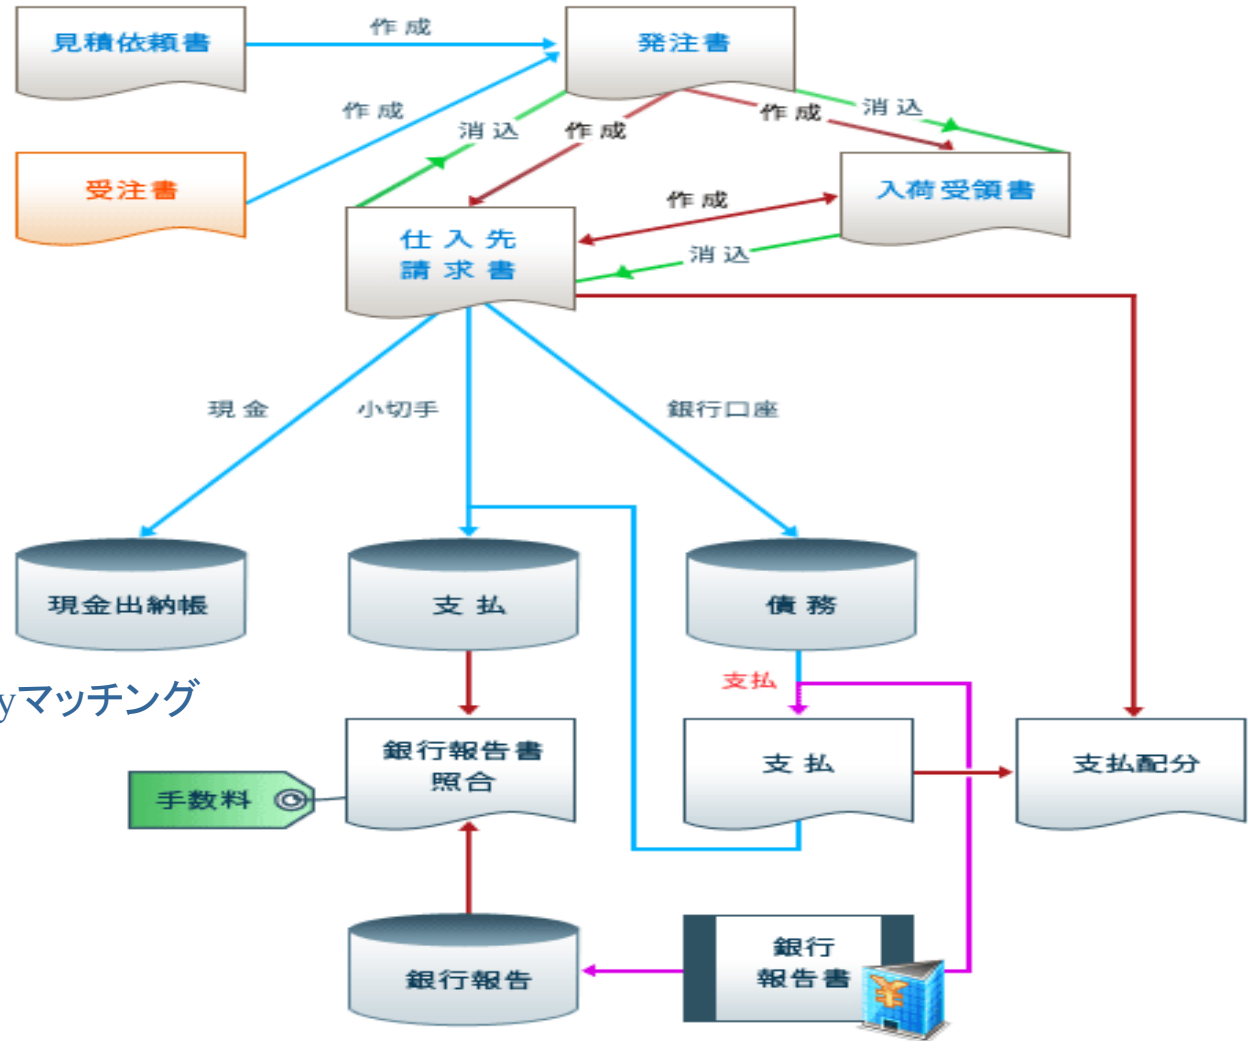 見積依頼書
作成
発注書
作成
消込
作成
作成
消込
受注書
入荷受領書
作成
仕入先
請求書
消込
現金
小切手
銀行口座
現金出納帳
支払
債務
支払
yマッチング
銀行報告書
照合
支払
支払配分
手数料
銀行
報告書
銀行報告
¥